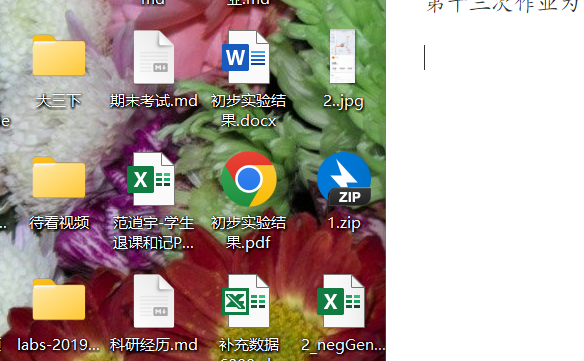 md
业.md
第十三次作业为
大三下
期末考试.md
初步实验结
果.docx
2..jpg
e
待看视频
范道宇-学生
退课和记P...
初步实验结
果.pdf
ZIP
1.zip
labs-2019...
科研经历.md
补充数据
2_negGen...